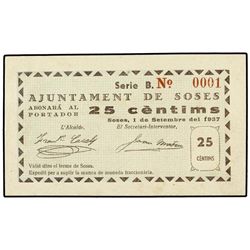 Serie B. Nº 0001
AJUNTAMENT DE SOSES
ABONARÀ AL PORTADOR 25 cèntims
Soses, 1 de Setembre del 1937
L'Alcalde. El Secretari-Interventor,
25 CÈNTIMS
Vàlid dins el terme de Soses.
Expedit per a suplir la manca de moneda fraccionària.